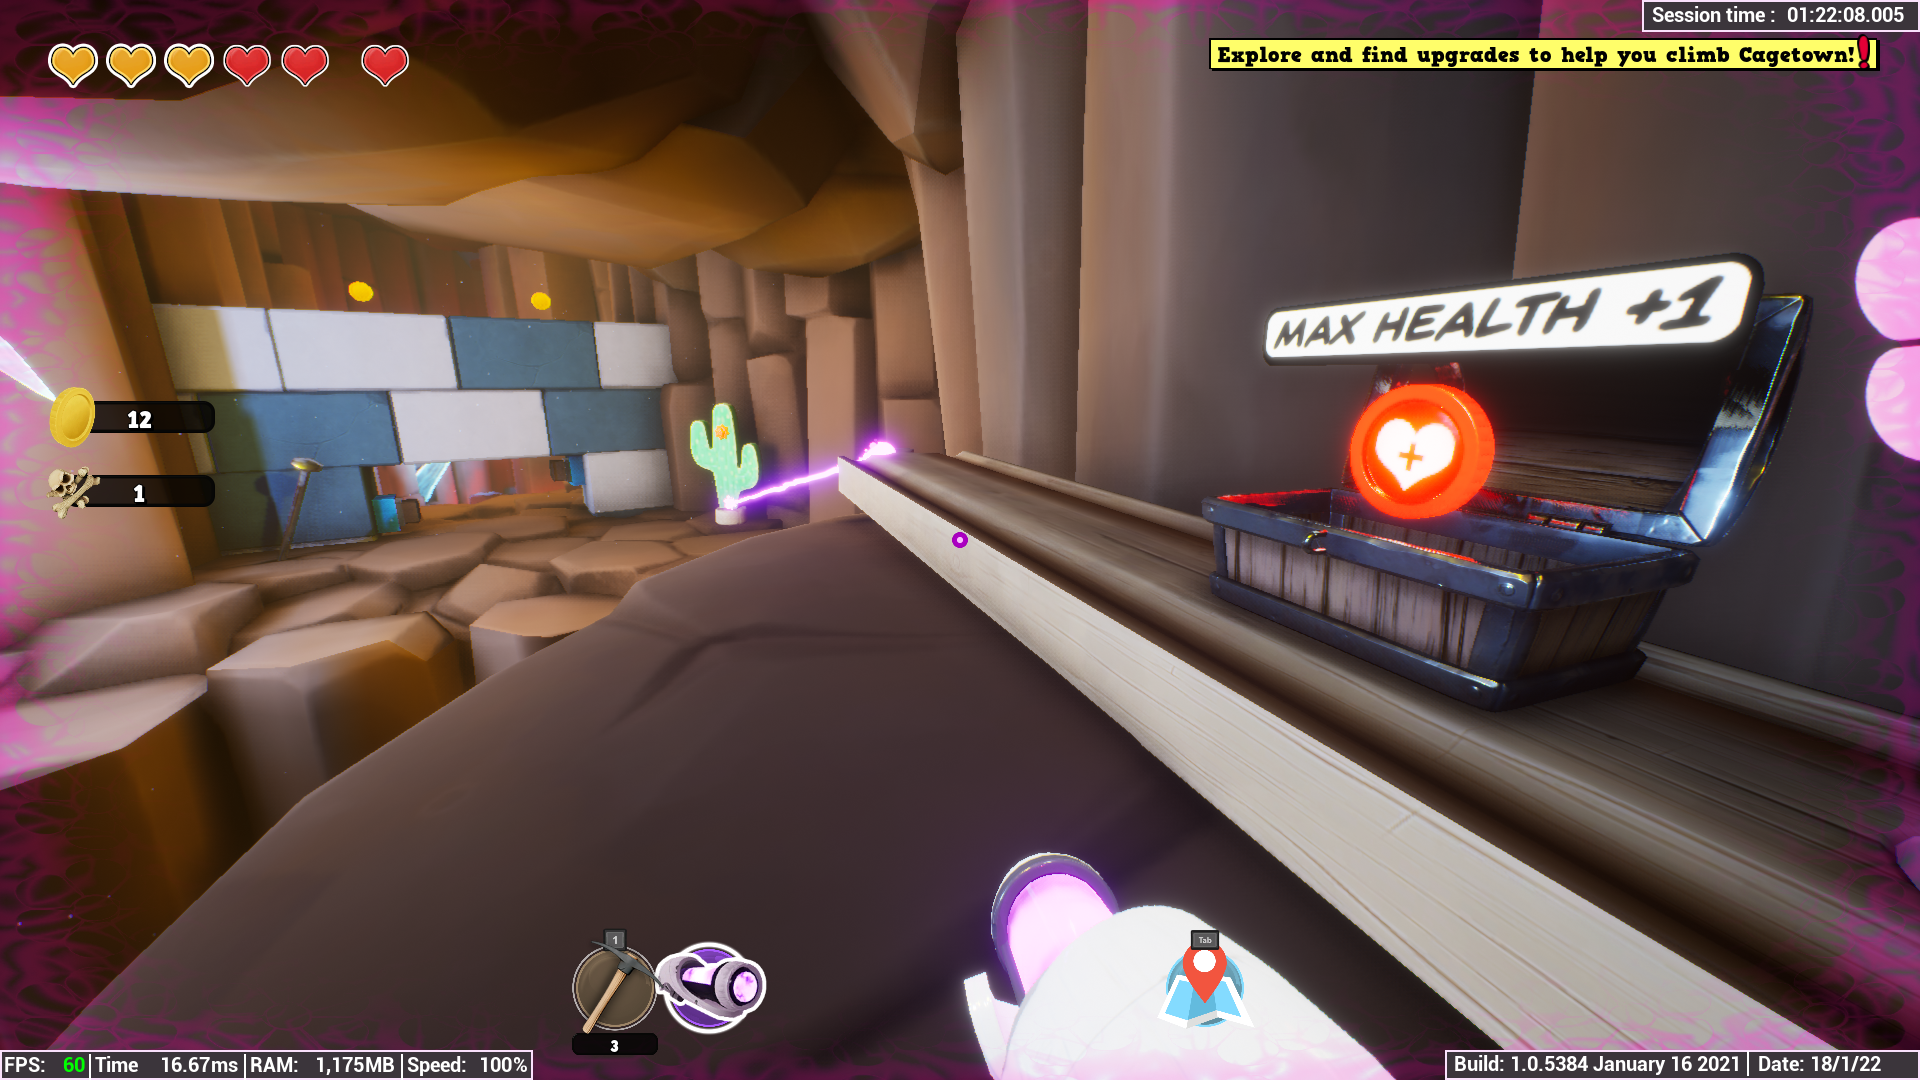 Session time : 01:22:08.005
Explore and find upgrades to help you climb Cagetown!
MAX HEALTH +1
12
1
1
Tab
3
FPS: 60 Time 16.67ms RAM: 1,175MB Speed: 100%
Build: 1.0.5384 January 16 2021 Date: 18/1/22